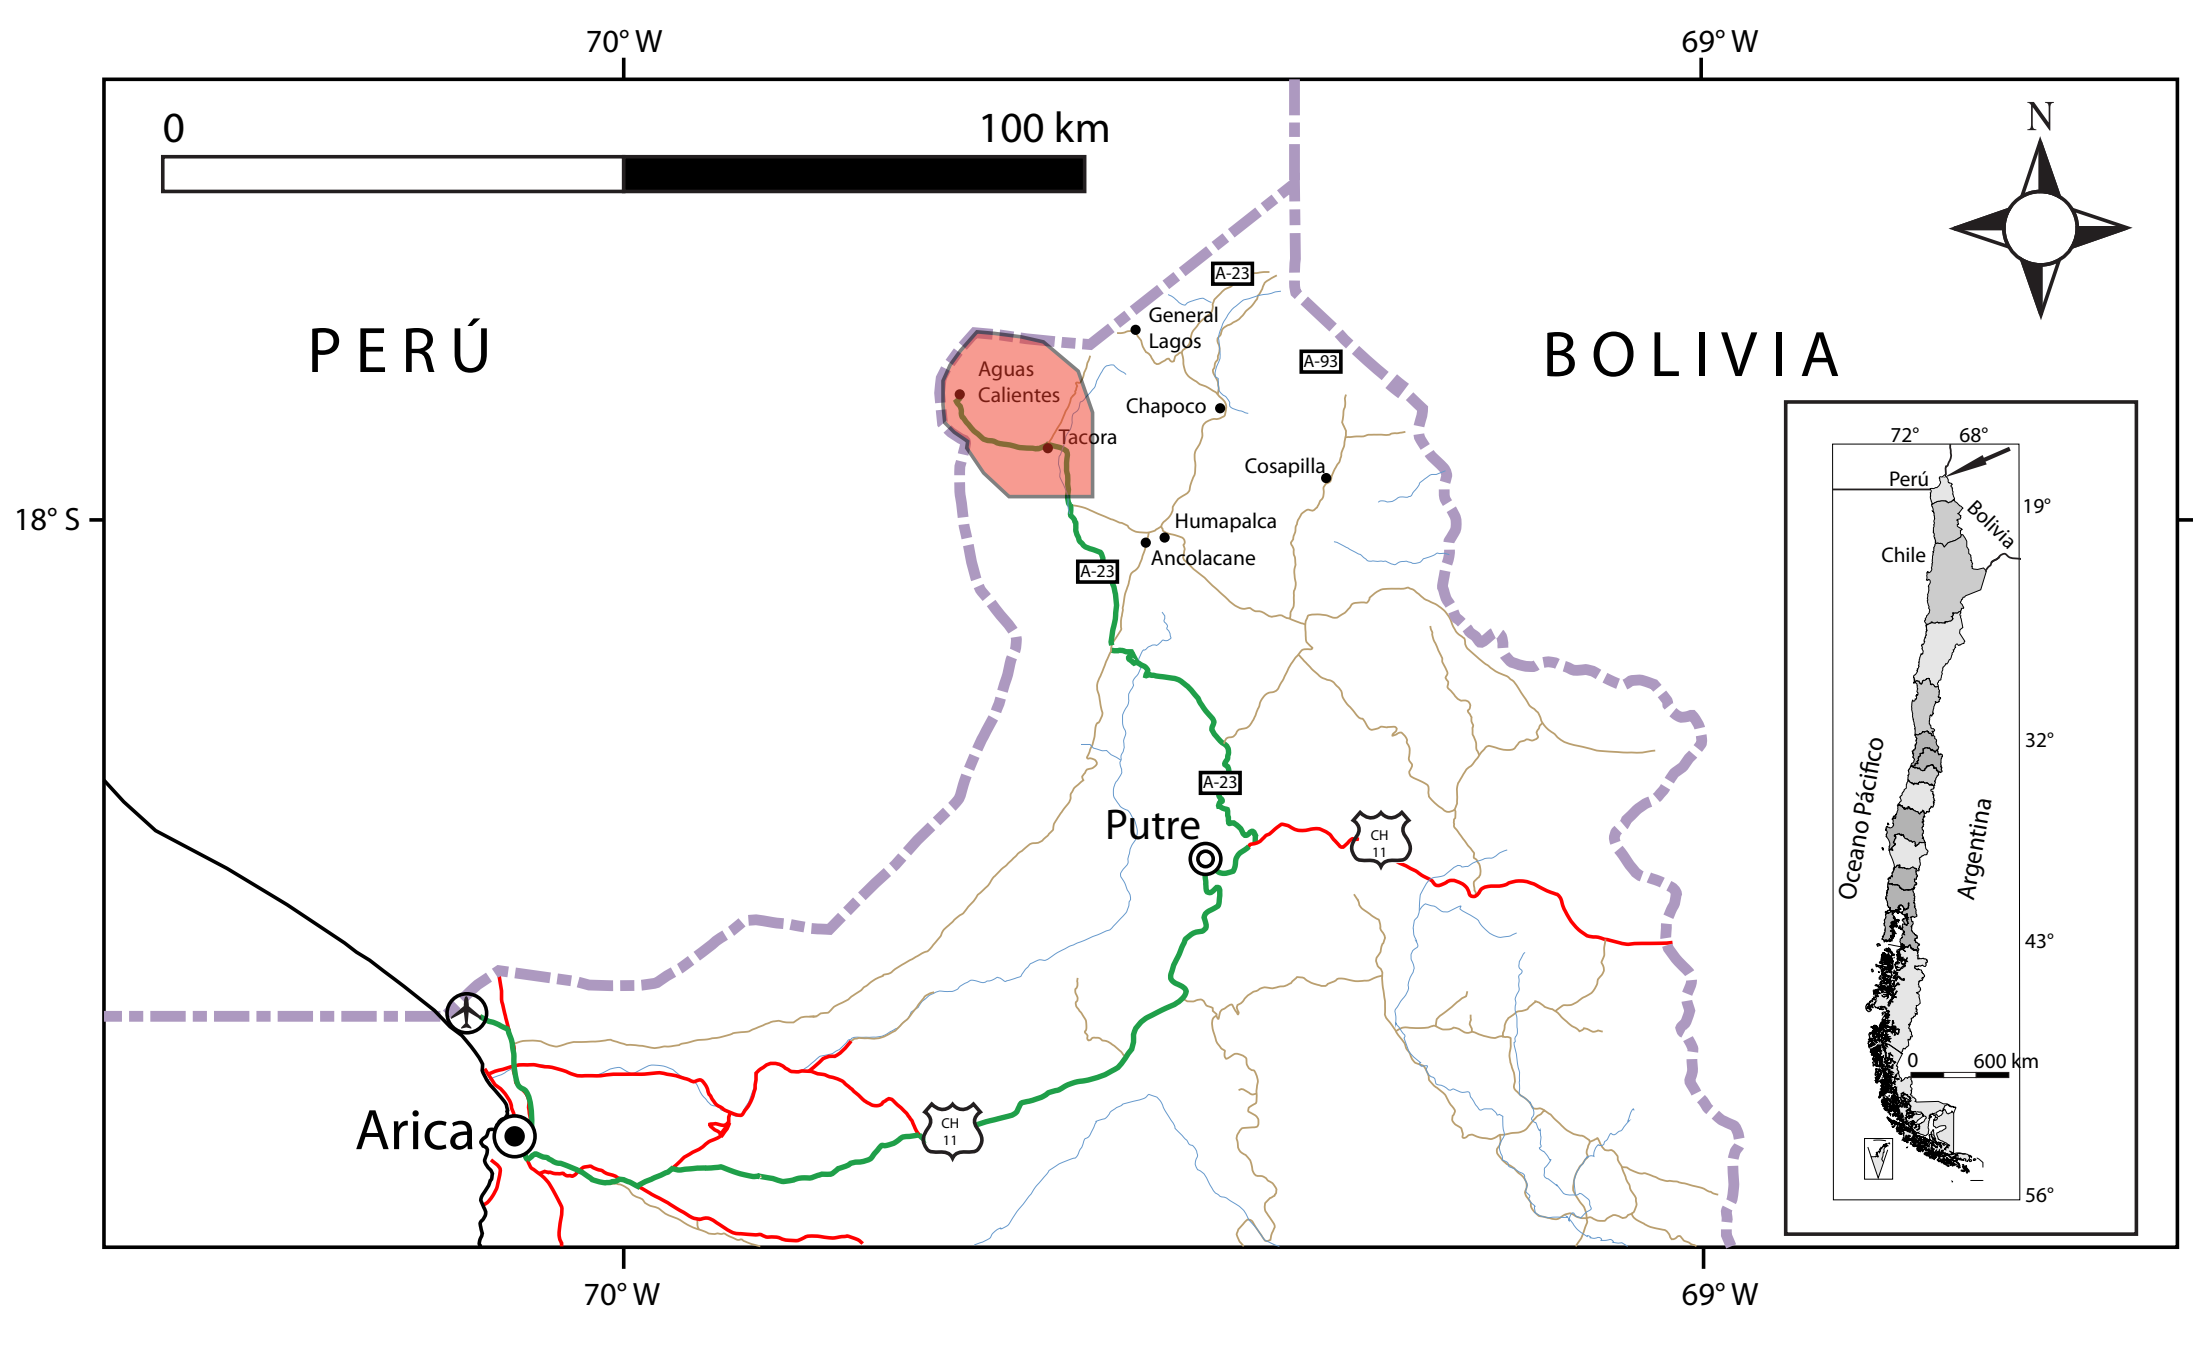 70° W
69° W
0
100 km
N
A-23
General
Lagos
PERÚ
BOLIVIA
A-93
Aguas
Calientes
Chapoco
Tacora
Cosapilla
18° S
Humapalca
Ancolacane
A-23
A-23
Putre
CH
11
Arica
CH
11
70° W
69° W
72°
68°
Perú
19°
Bolivia
Chile
32°
Oceano Pácifico
Argentina
43°
0
600 km
56°